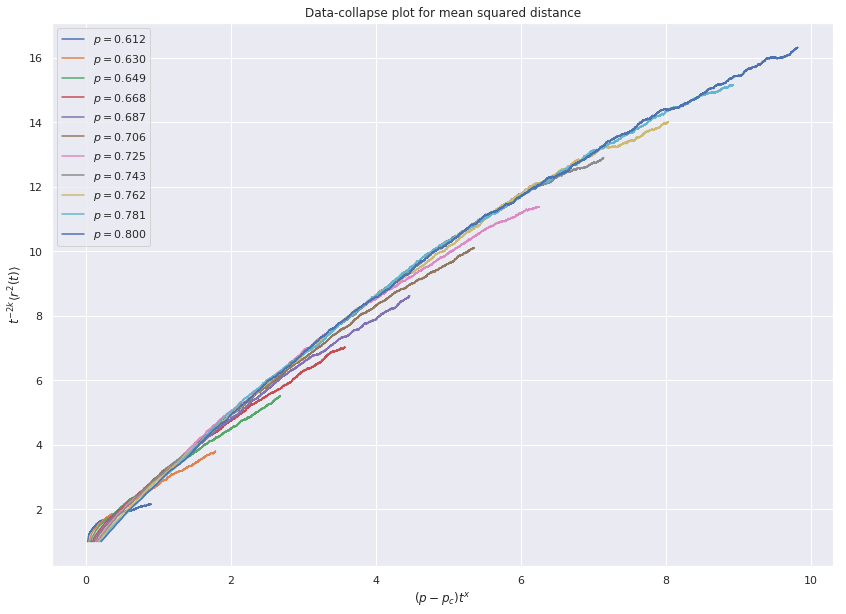 Data-collapse plot for mean squared distance
p = 0.612
p = 0.630
p = 0.649
p = 0.668
p = 0.687
p = 0.706
p = 0.725
p = 0.743
p = 0.762
p = 0.781
p = 0.800
16
14
12
10
8
6
4
2
t^{-2k}⟨r^2(t)⟩
0 2 4 6 8 10
(p − p_c)t^x